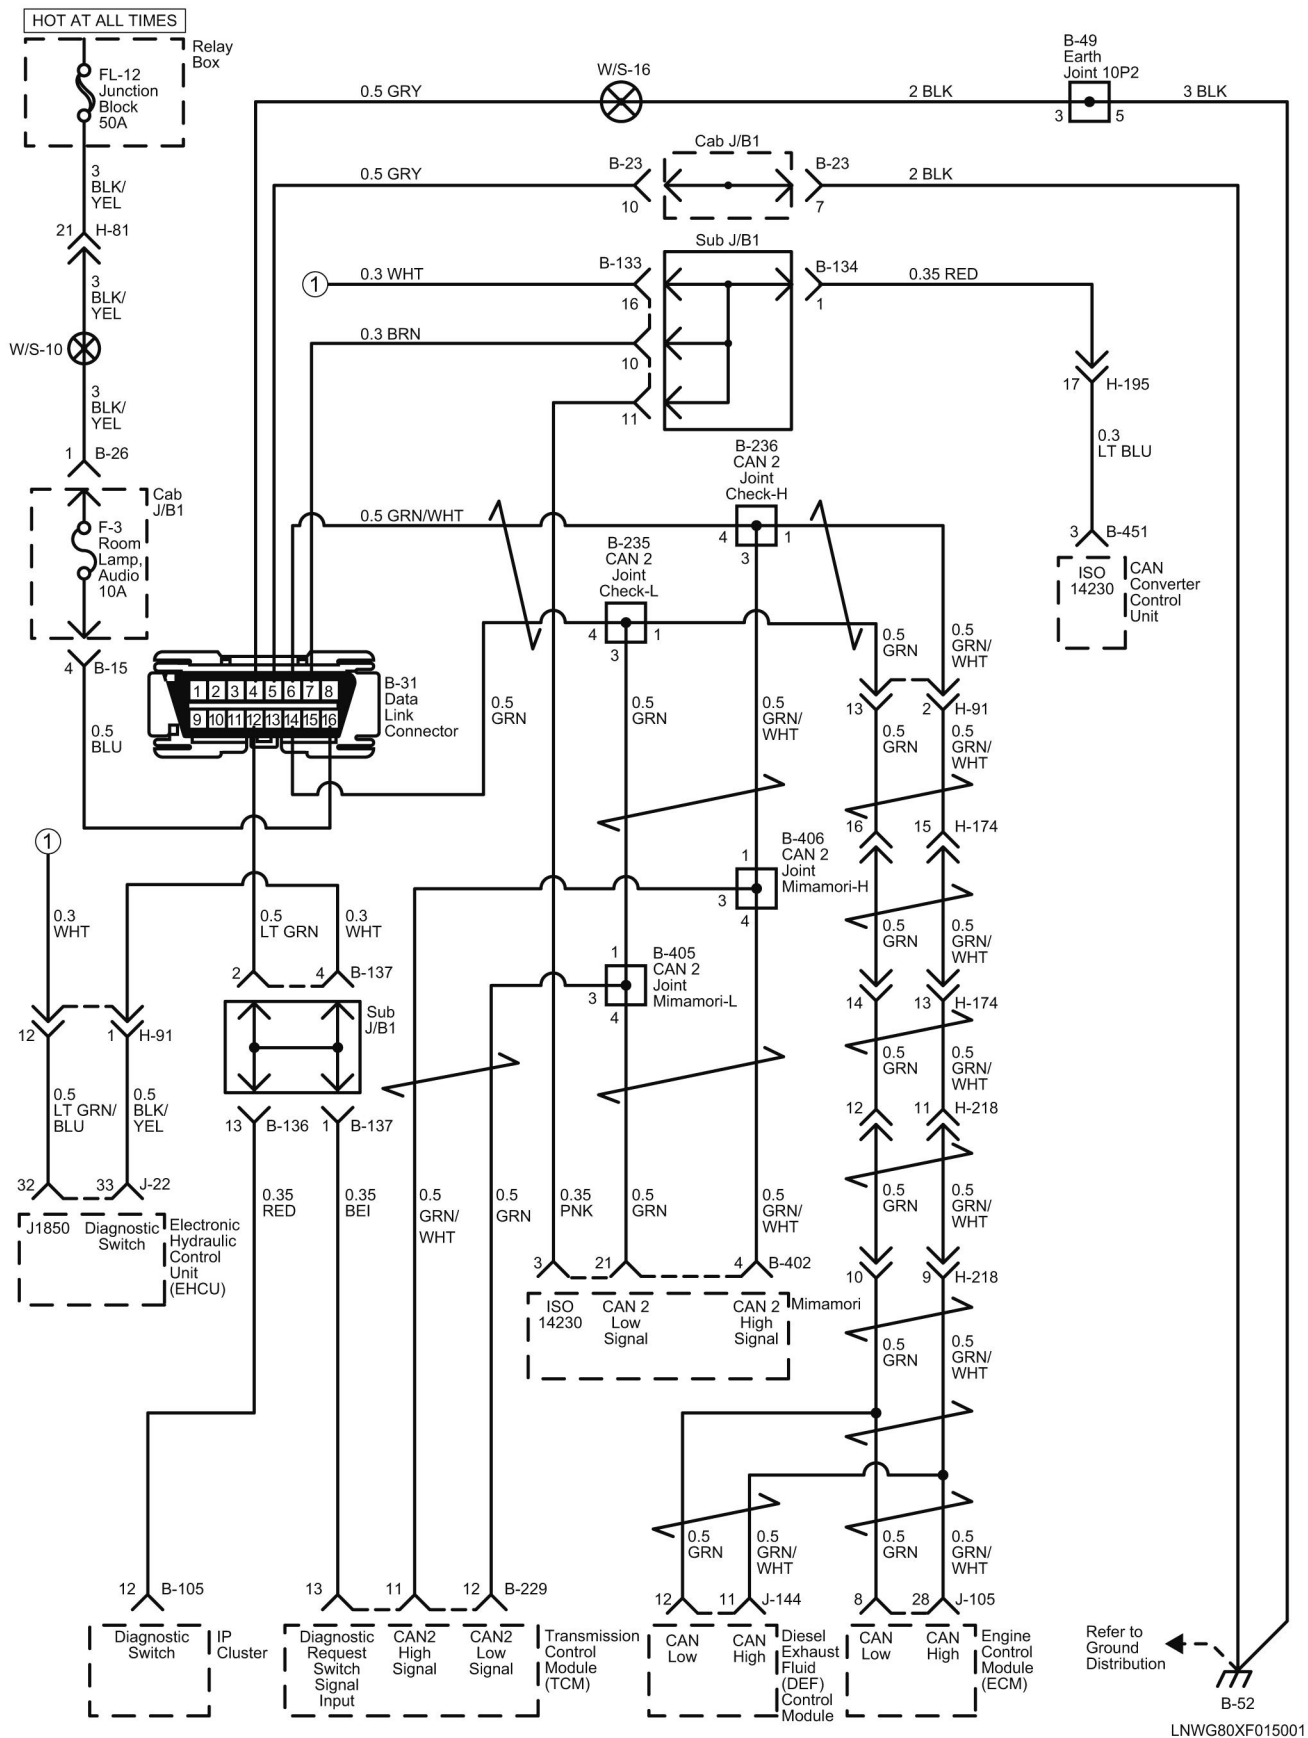 HOT AT ALL TIMES
Relay
Box
FL-12
Junction
Block
50A
3
BLK/
YEL
21 H-81
3
BLK/
YEL
W/S-10
3
BLK/
YEL
1 B-26
Cab
J/B1
F-3
Room
Lamp,
Audio
10A
4 B-15
0.5
BLU
0.5 GRY
W/S-16
2 BLK
B-49
Earth
Joint 10P2
3 5
3 BLK
0.5 GRY
B-23
10
Cab J/B1
B-23
7
2 BLK
Sub J/B1
1
0.3 WHT
B-133
16
B-134
1
0.35 RED
0.3 BRN
10
11
17 H-195
0.3
LT BLU
3 B-451
ISO
14230
CAN
Converter
Control
Unit
B-236
CAN 2
Joint
Check-H
4 1
3
0.5 GRN/WHT
B-235
CAN 2
Joint
Check-L
4 1
3
1 2 3 4 5 6 7 8
9 10 11 12 13 14 15 16
B-31
Data
Link
Connector
0.5
GRN
0.5
GRN
0.5
GRN/
WHT
0.5
GRN
0.5
GRN/
WHT
13 2 H-91
0.5
GRN
0.5
GRN/
WHT
16 15 H-174
B-406
CAN 2
Joint
Mimamori-H
1
3
4
0.5
GRN
0.5
GRN/
WHT
14 13 H-174
B-405
CAN 2
Joint
Mimamori-L
1
3
4
0.5
GRN
0.5
GRN/
WHT
12 11 H-218
1
0.3
WHT
0.5
LT GRN
0.3
WHT
2 4 B-137
Sub
J/B1
12 1 H-91
0.5
LT GRN/
BLU
0.5
BLK/
YEL
13 B-136 1 B-137
32 33 J-22
J1850
Diagnostic
Switch
Electronic
Hydraulic
Control
Unit
(EHCU)
0.35
RED
0.35
BEI
0.5
GRN/
WHT
0.5
GRN
0.35
PNK
0.5
GRN
0.5
GRN/
WHT
0.5
GRN
0.5
GRN/
WHT
3 21 4 B-402
ISO
14230
CAN 2
Low
Signal
CAN 2
High
Signal
Mimamori
10 9 H-218
0.5
GRN
0.5
GRN/
WHT
0.5
GRN
0.5
GRN/
WHT
0.5
GRN
0.5
GRN/
WHT
12 B-105
Diagnostic
Switch
IP
Cluster
13 11 12 B-229
Diagnostic
Request
Switch
Signal
Input
CAN2
High
Signal
CAN2
Low
Signal
Transmission
Control
Module
(TCM)
12 11 J-144
CAN
Low
CAN
High
Diesel
Exhaust
Fluid
(DEF)
Control
Module
8 28 J-105
CAN
Low
CAN
High
Engine
Control
Module
(ECM)
Refer to
Ground
Distribution
B-52
LNWG80XF015001